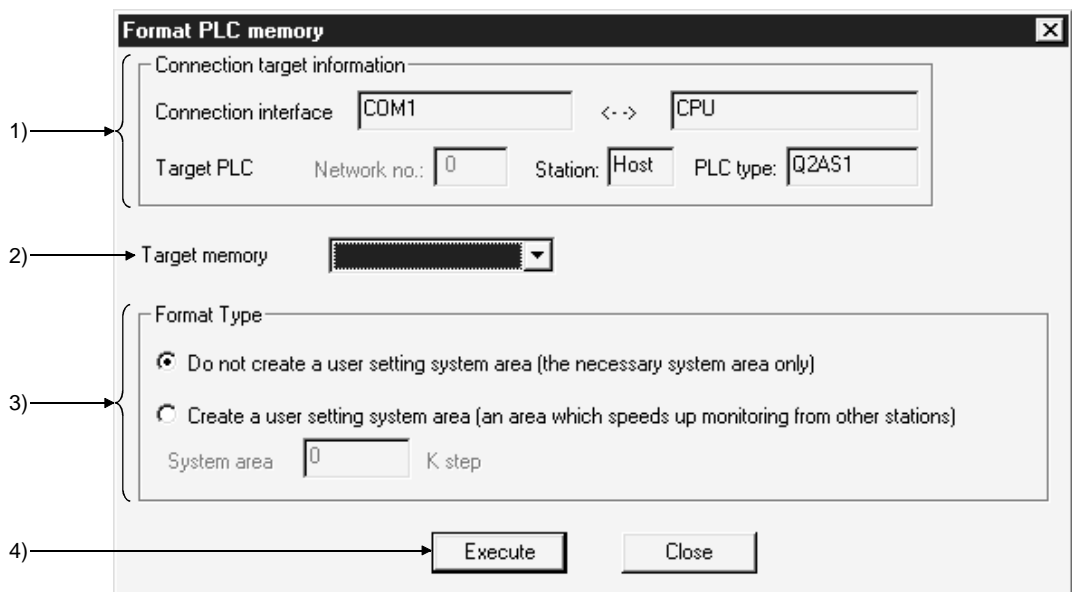 Format PLC memory
1)
Connection target information
Connection interface COM1 <--> CPU
Target PLC Network no.: 0 Station: Host PLC type: Q2AS1
2) Target memory
Format Type
Do not create a user setting system area (the necessary system area only)
3)
Create a user setting system area (an area which speeds up monitoring from other stations)
System area 0 K step
4) Execute Close